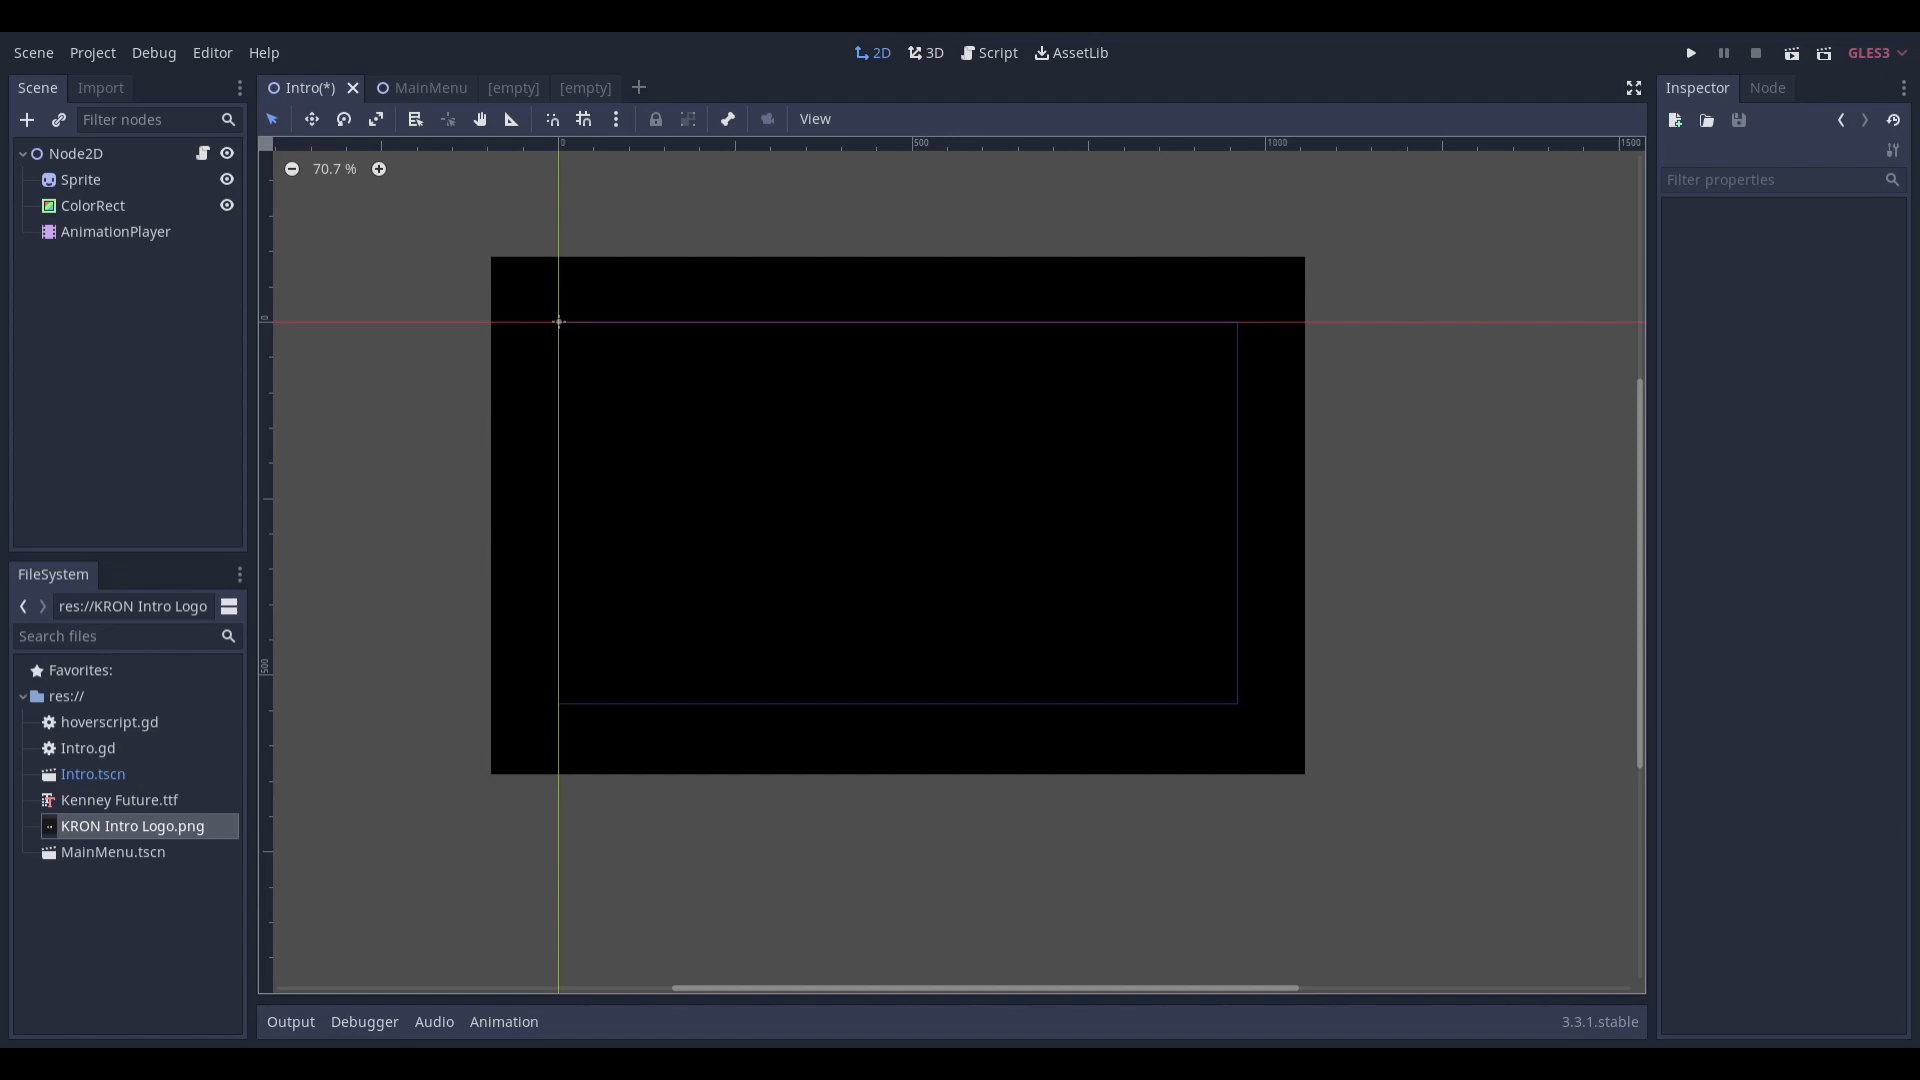 Scene Project Debug Editor Help 2D 3D Script AssetLib GLES3
Scene Import
Filter nodes
Node2D
Sprite
ColorRect
AnimationPlayer
FileSystem
res://KRON Intro Logo
Search files
Favorites:
res://
hoverscript.gd
Intro.gd
Intro.tscn
Kenney Future.ttf
KRON Intro Logo.png
MainMenu.tscn
Intro(*) MainMenu [empty] [empty]
View
0 500 1000 1500
70.7 %
0
500
Output Debugger Audio Animation 3.3.1.stable
Inspector Node
Filter properties